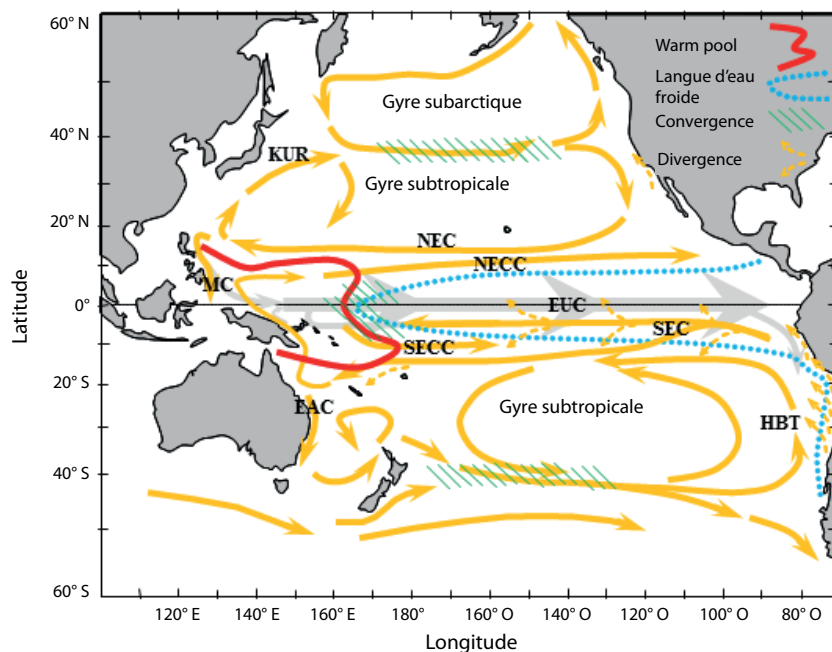 60° N
40° N
20° N
0°
20° S
40° S
60° S
Latitude
120° E
140° E
160° E
180°
160° O
140° O
120° O
100° O
80° O
Longitude
Warm pool
Langue d'eau
froide
Convergence
Divergence
Gyre subarctique
KUR
Gyre subtropicale
NEC
NECC
MC
EUC
SEC
SECC
EAC
Gyre subtropicale
HBT